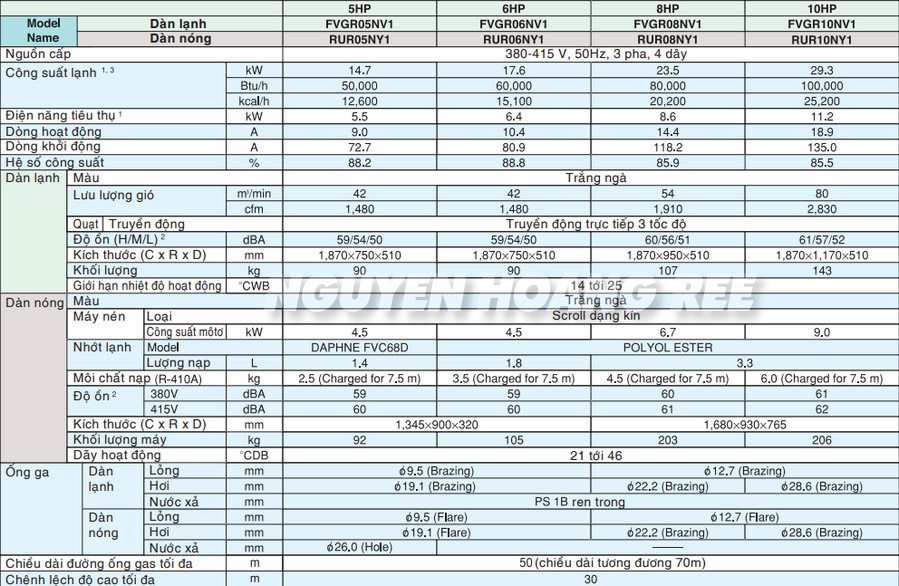 5HP 6HP 8HP 10HP
Model Name Dàn lạnh FVGR05NV1 FVGR06NV1 FVGR08NV1 FVGR10NV1
Dàn nóng RUR05NY1 RUR06NY1 RUR08NY1 RUR10NY1
Nguồn cấp 380-415 V, 50Hz, 3 pha, 4 dây
Công suất lạnh 1, 3 kW 14.7 17.6 23.5 29.3
Btu/h 50,000 60,000 80,000 100,000
kcal/h 12,600 15,100 20,200 25,200
Điện năng tiêu thụ 1 kW 5.5 6.4 8.6 11.2
Dòng hoạt động A 9.0 10.4 14.4 18.9
Dòng khởi động A 72.7 80.9 118.2 135.0
Hệ số công suất % 88.2 88.8 85.9 85.5
Dàn lạnh Màu Trắng ngà
Lưu lượng gió m³/min 42 42 54 80
cfm 1,480 1,480 1,910 2,830
Quạt Truyền động Truyền động trực tiếp 3 tốc độ
Độ ồn (H/M/L) 2 dBA 59/54/50 59/54/50 60/56/51 61/57/52
Kích thước (C x R x D) mm 1,870×750×510 1,870×750×510 1,870×950×510 1,870×1,170×510
Khối lượng kg 90 90 107 143
Giới hạn nhiệt độ hoạt động °CWB 14 tới 25
NGUYEN HOANG REE
Dàn nóng Màu Trắng ngà
Máy nén Loại Scroll dạng kín
Công suất môtơ kW 4.5 4.5 6.7 9.0
Nhớt lạnh Model DAPHNE FVC68D POLYOL ESTER
Lượng nạp L 1.4 1.8 3.3
Môi chất nạp (R-410A) kg 2.5 (Charged for 7.5 m) 3.5 (Charged for 7.5 m) 4.5 (Charged for 7.5 m) 6.0 (Charged for 7.5 m)
Độ ồn 2 380V dBA 59 59 60 61
415V dBA 60 60 61 62
Kích thước (C x R x D) mm 1,345×900×320 1,680×930×765
Khối lượng máy kg 92 105 203 206
Dãy hoạt động °CDB 21 tới 46
Ống ga Dàn lạnh Lỏng mm ϕ9.5 (Brazing) ϕ12.7 (Brazing)
Hơi mm ϕ19.1 (Brazing) ϕ22.2 (Brazing) ϕ28.6 (Brazing)
Nước xả mm PS 1B ren trong
Dàn nóng Lỏng mm ϕ9.5 (Flare) ϕ12.7 (Flare)
Hơi mm ϕ19.1 (Flare) ϕ22.2 (Brazing) ϕ28.6 (Brazing)
Nước xả mm ϕ26.0 (Hole) ——
Chiều dài đường ống gas tối đa m 50 (chiều dài tương đương 70m)
Chênh lệch độ cao tối đa m 30